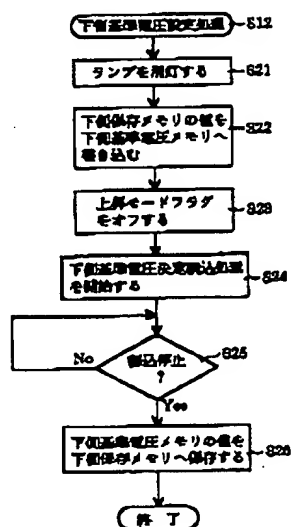 下側基準電圧設定処理
S12
ランプを消灯する
S21
下側保存メモリの値を
下側基準電圧メモリへ
書き込む
S22
上昇モードフラグ
をオフする
S23
下側基準電圧決定割込処理
を開始する
S24
割込停止
?
S25
No
Yes
下側基準電圧メモリの値を
下側保存メモリへ保存する
S26
終了